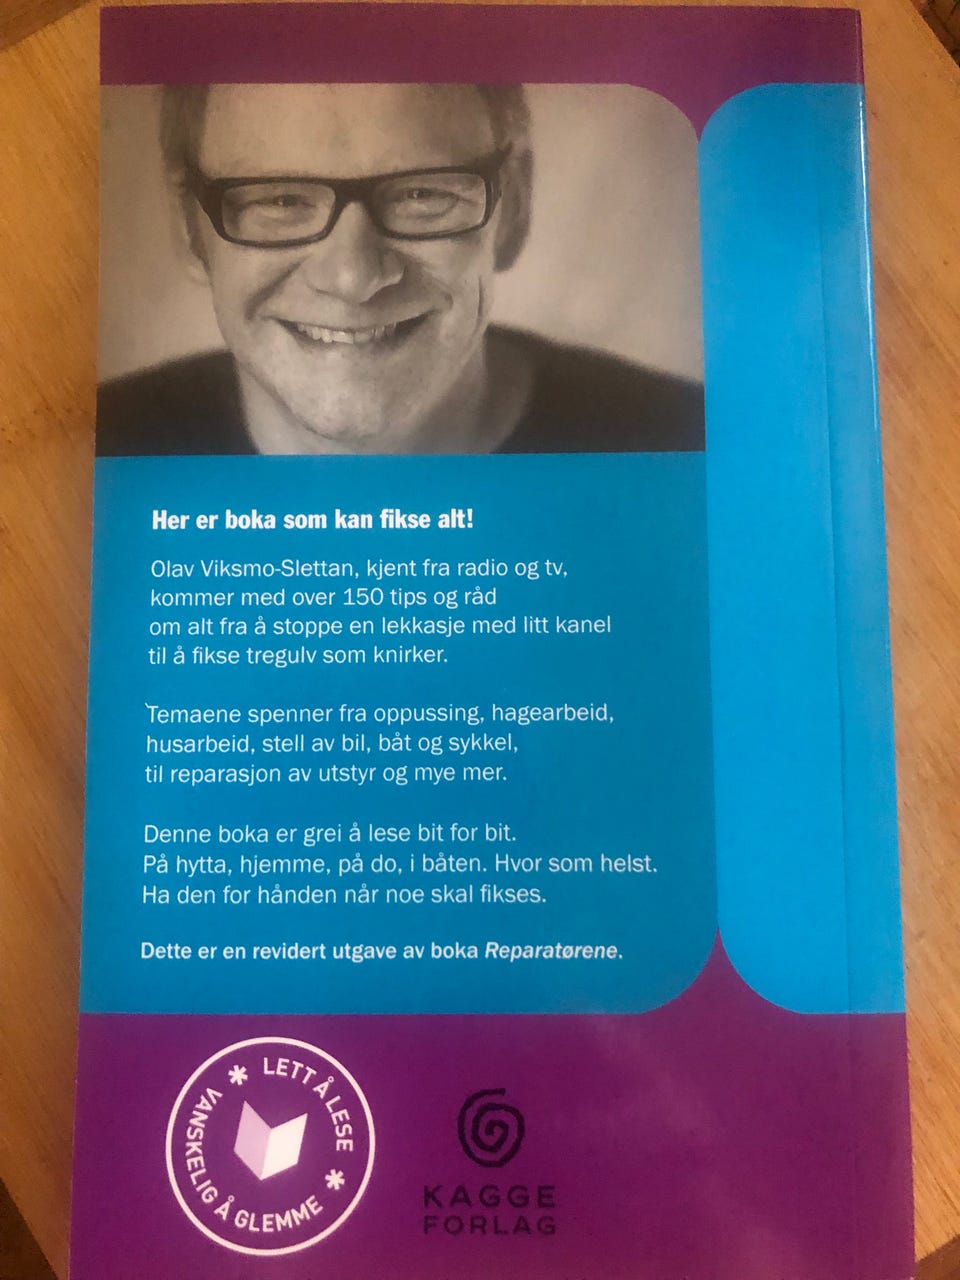 Her er boka som kan fikse alt!
Olav Viksmo-Slettan, kjent fra radio og tv,
kommer med over 150 tips og råd
om alt fra å stoppe en lekkasje med litt kanel
til å fikse tregulv som knirker.
Temaene spenner fra oppussing, hagearbeid,
husarbeid, stell av bil, båt og sykkel,
til reparasjon av utstyr og mye mer.
Denne boka er grei å lese bit for bit.
På hytta, hjemme, på do, i båten. Hvor som helst.
Ha den for hånden når noe skal fikses.
Dette er en revidert utgave av boka Reparatørene.
* LETT Å LESE
* VANSKELIG Å GLEMME
KAGGE
FORLAG